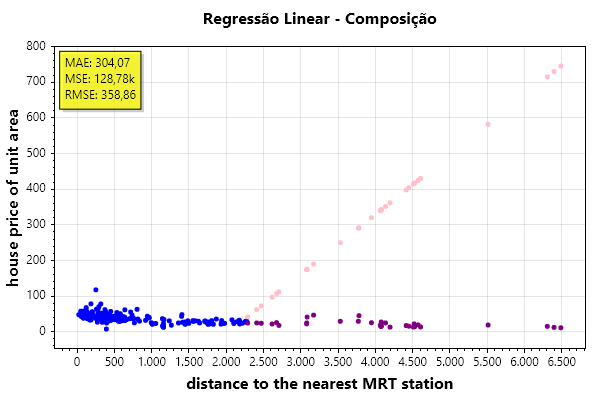 Regressão Linear - Composição
MAE: 304,07
MSE: 128,78k
RMSE: 358,86
800
700
600
500
400
300
200
100
0
house price of unit area
0 500 1.000 1.500 2.000 2.500 3.000 3.500 4.000 4.500 5.000 5.500 6.000 6.500
distance to the nearest MRT station